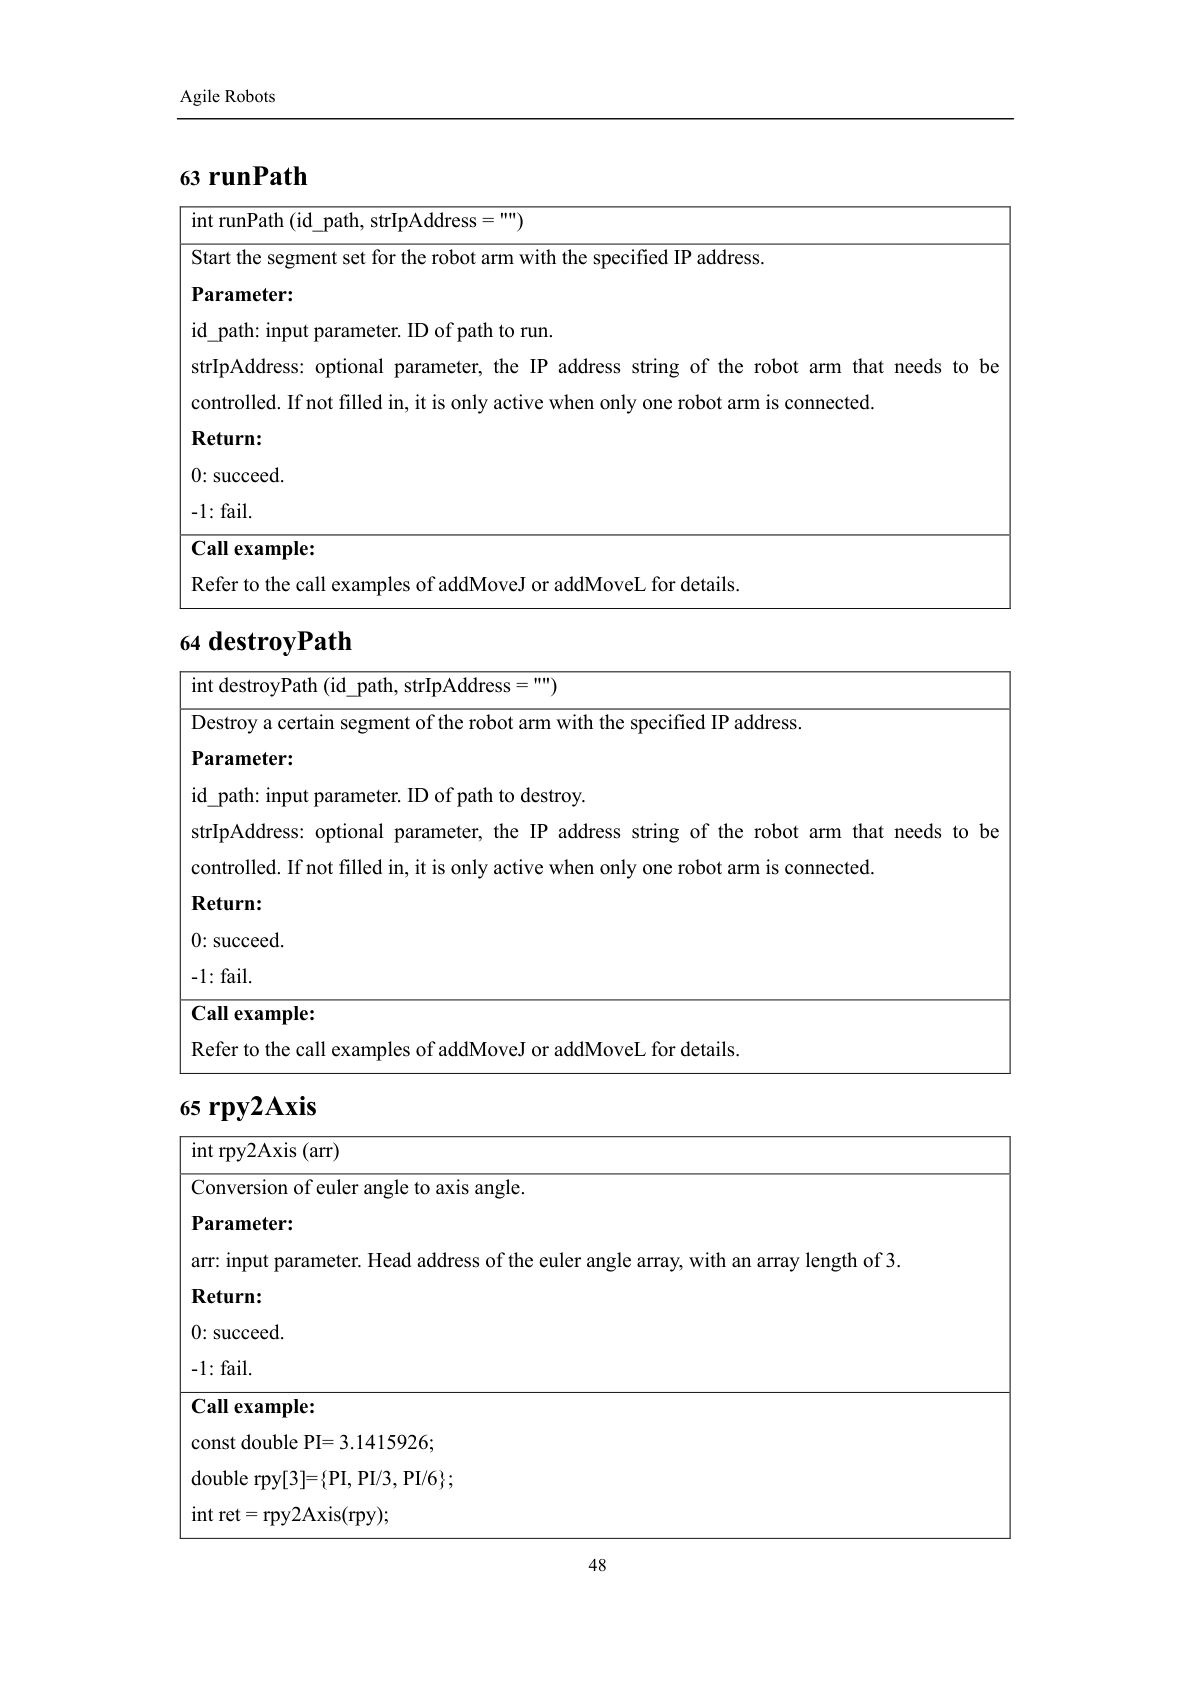 Agile Robots
63 runPath
int runPath (id_path, strIpAddress = "")
Start the segment set for the robot arm with the specified IP address.
Parameter:
id_path: input parameter. ID of path to run.
strIpAddress: optional parameter, the IP address string of the robot arm that needs to be
controlled. If not filled in, it is only active when only one robot arm is connected.
Return:
0: succeed.
-1: fail.
Call example:
Refer to the call examples of addMoveJ or addMoveL for details.
64 destroyPath
int destroyPath (id_path, strIpAddress = "")
Destroy a certain segment of the robot arm with the specified IP address.
Parameter:
id_path: input parameter. ID of path to destroy.
strIpAddress: optional parameter, the IP address string of the robot arm that needs to be
controlled. If not filled in, it is only active when only one robot arm is connected.
Return:
0: succeed.
-1: fail.
Call example:
Refer to the call examples of addMoveJ or addMoveL for details.
65 rpy2Axis
int rpy2Axis (arr)
Conversion of euler angle to axis angle.
Parameter:
arr: input parameter. Head address of the euler angle array, with an array length of 3.
Return:
0: succeed.
-1: fail.
Call example:
const double PI= 3.1415926;
double rpy[3]={PI, PI/3, PI/6};
int ret = rpy2Axis(rpy);
48